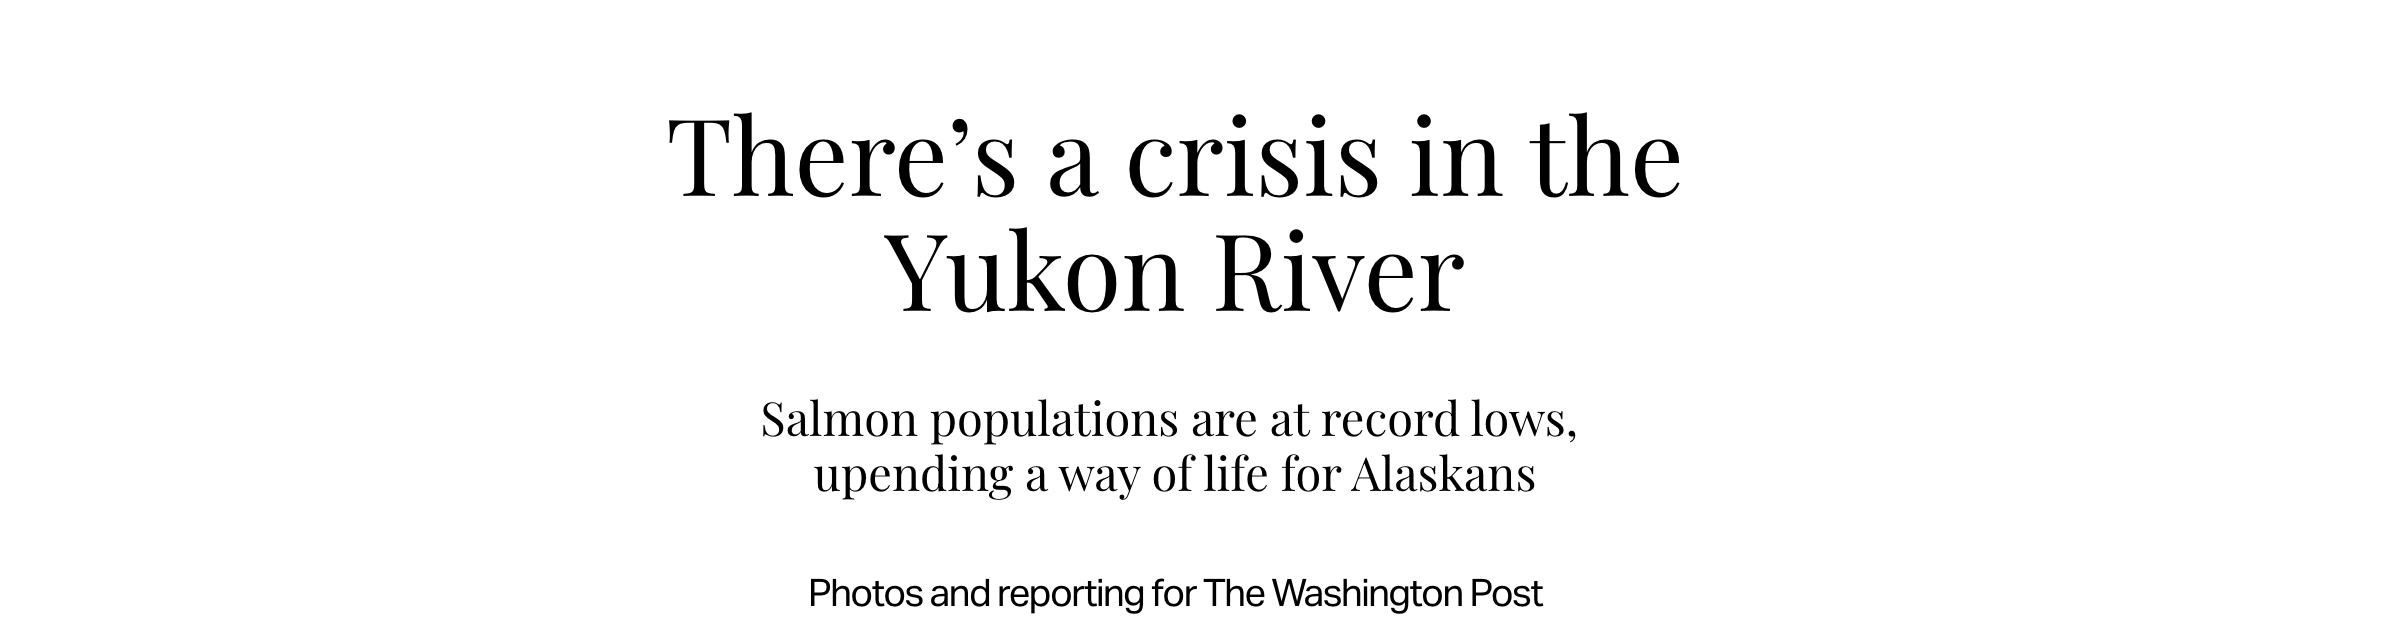 There’s a crisis in the
Yukon River
Salmon populations are at record lows,
upending a way of life for Alaskans
Photos and reporting for The Washington Post